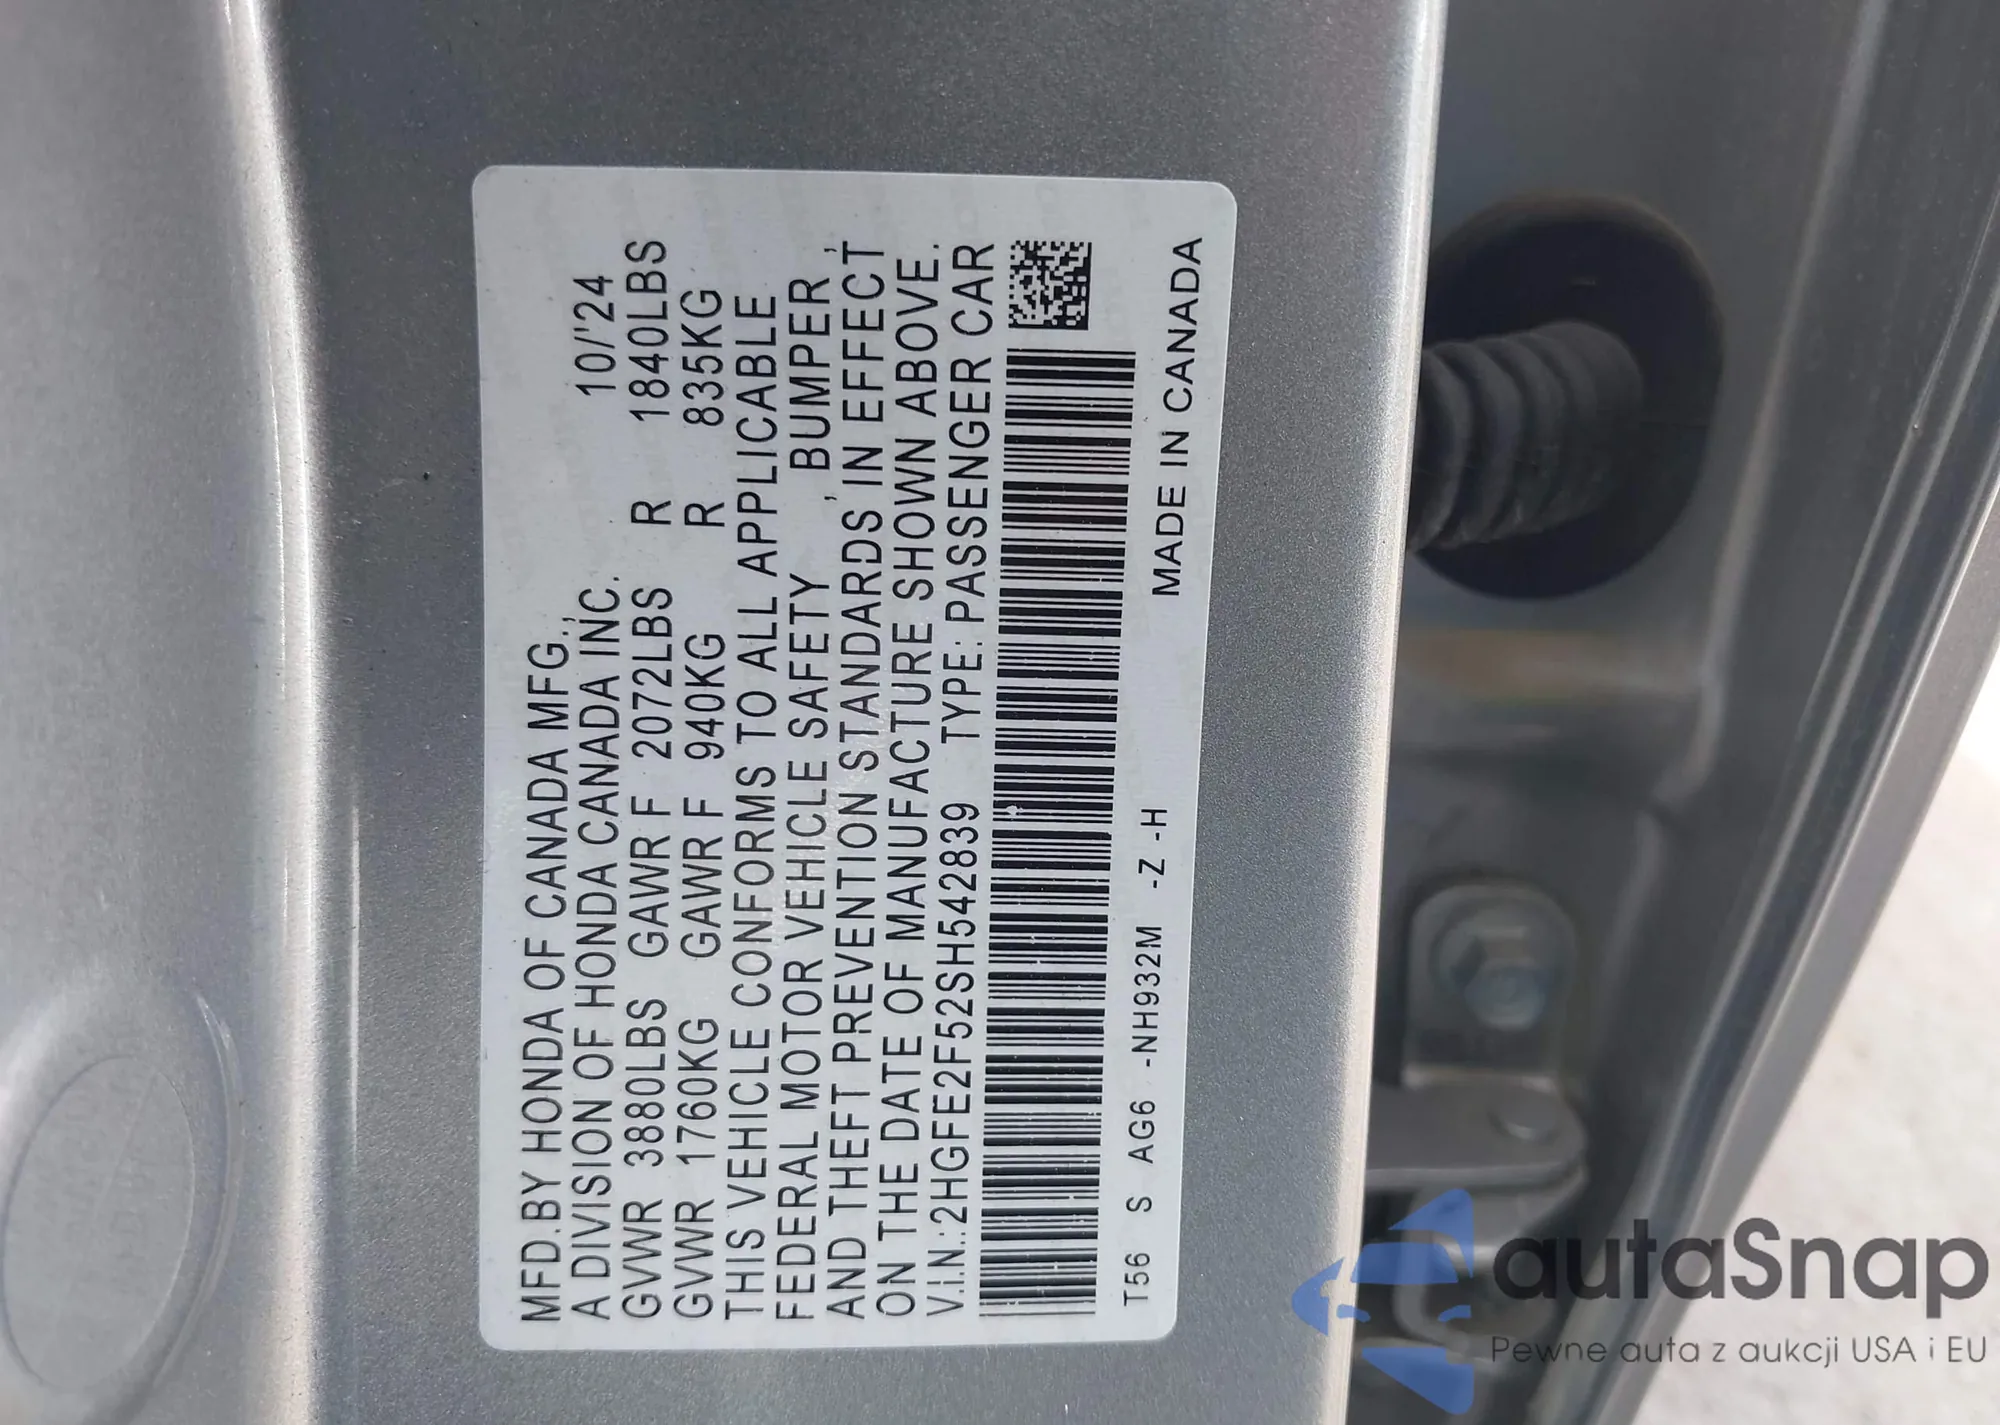 MFD.BY HONDA OF CANADA MFG.,
A DIVISION OF HONDA CANADA INC. 10/'24
GVWR 3880LBS GAWR F 2072LBS R 1840LBS
GVWR 1760KG GAWR F 940KG R 835KG
THIS VEHICLE CONFORMS TO ALL APPLICABLE
FEDERAL MOTOR VEHICLE SAFETY , BUMPER ,
AND THEFT PREVENTION STANDARDS IN EFFECT
ON THE DATE OF MANUFACTURE SHOWN ABOVE.
V.I.N.:2HGFE2F52SH542839 TYPE: PASSENGER CAR
T56 S AG6 -NH932M -Z -H
MADE IN CANADA
autaSnap
Pewne auta z aukcji USA i EU